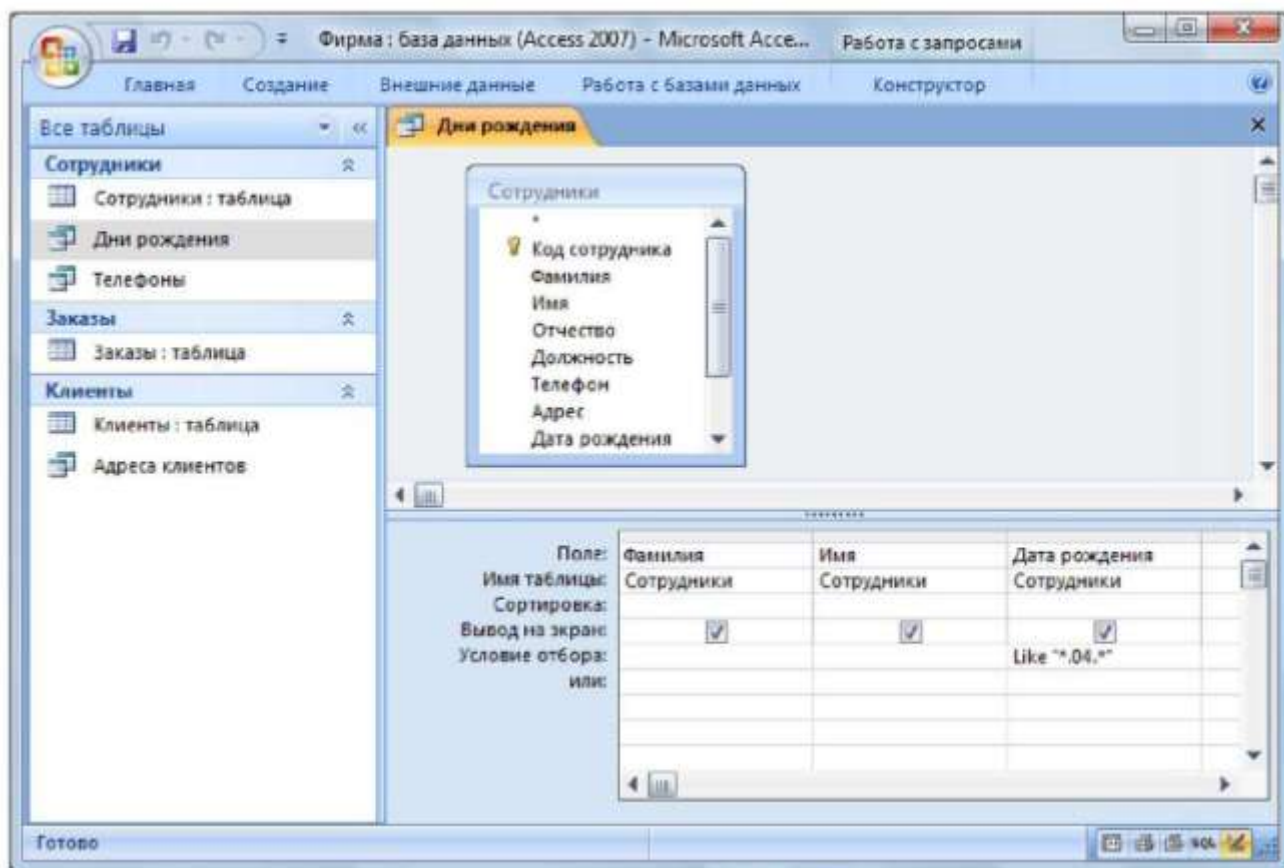 Фирма : база данных (Access 2007) - Microsoft Acce...
Работа с запросами
Главная
Создание
Внешние данные
Работа с базами данных
Конструктор
Все таблицы
Сотрудники
Сотрудники : таблица
Дни рождения
Телефоны
Заказы
Заказы : таблица
Клиенты
Клиенты : таблица
Адреса клиентов
Дни рождения
Сотрудники
*
Код сотрудника
Фамилия
Имя
Отчество
Должность
Телефон
Адрес
Дата рождения
Поле: Фамилия Имя Дата рождения
Имя таблицы: Сотрудники Сотрудники Сотрудники
Сортировка:
Вывод на экран:
Условие отбора: Like "*.04.*"
или:
Готово
SQL